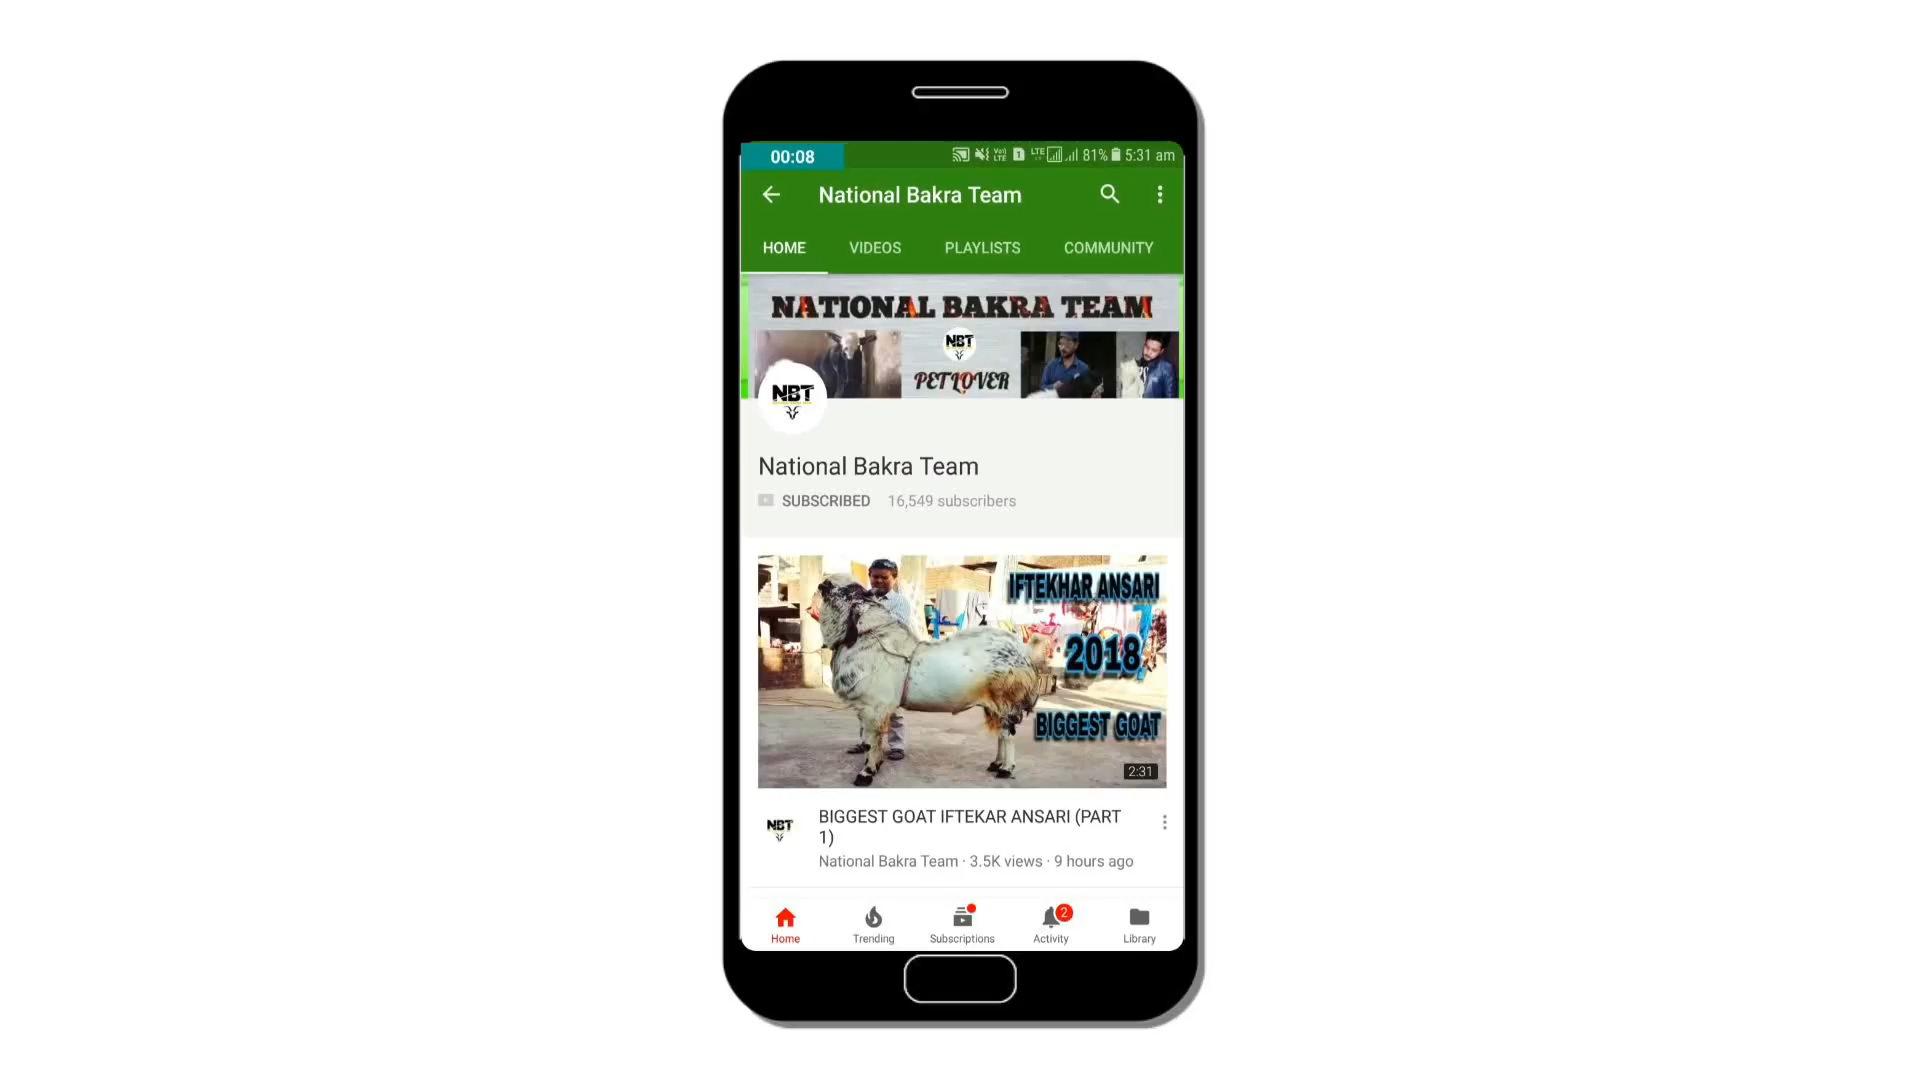 00:08
LTE 81% 5:31 am
National Bakra Team
HOME VIDEOS PLAYLISTS COMMUNITY
NATIONAL BAKRA TEAM
NBT
PET LOVER
NBT
National Bakra Team
SUBSCRIBED 16,549 subscribers
IFTEKHAR ANSARI
2018
BIGGEST GOAT
2:31
NBT
BIGGEST GOAT IFTEKAR ANSARI (PART
1)
National Bakra Team · 3.5K views · 9 hours ago
2
Home Trending Subscriptions Activity Library